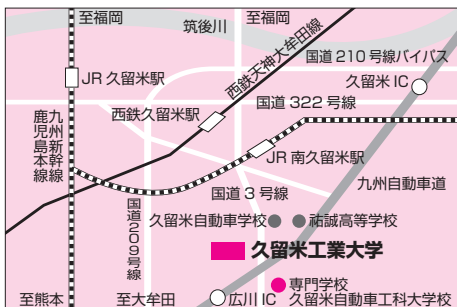 至福岡
至福岡
筑後川
西鉄天神大牟田線
国道210号線バイパス
JR久留米駅
久留米IC
西鉄久留米駅
国道322号線
九州新幹線
鹿児島本線
JR南久留米駅
九州自動車道
国道3号線
国道209号線
久留米自動車学校
祐誠高等学校
久留米工業大学
専門学校
久留米自動車工科大学校
至熊本
至大牟田
広川IC